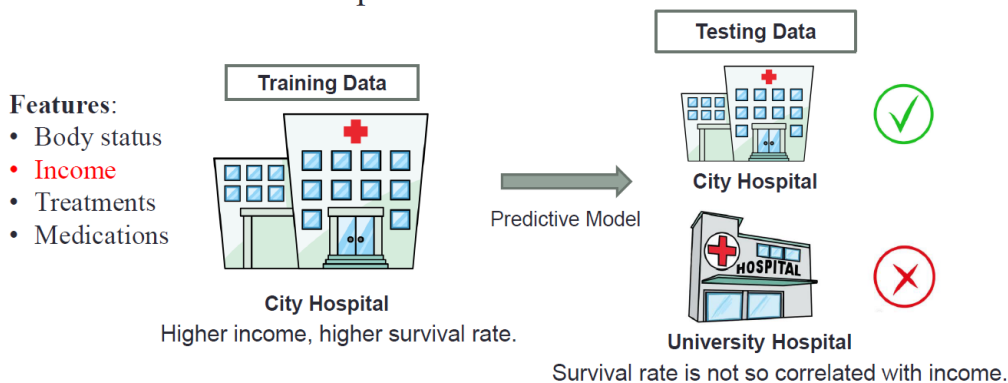 Features:
• Body status
• Income
• Treatments
• Medications
Training Data
City Hospital
Higher income, higher survival rate.
Predictive Model
Testing Data
City Hospital
HOSPITAL
University Hospital
Survival rate is not so correlated with income.